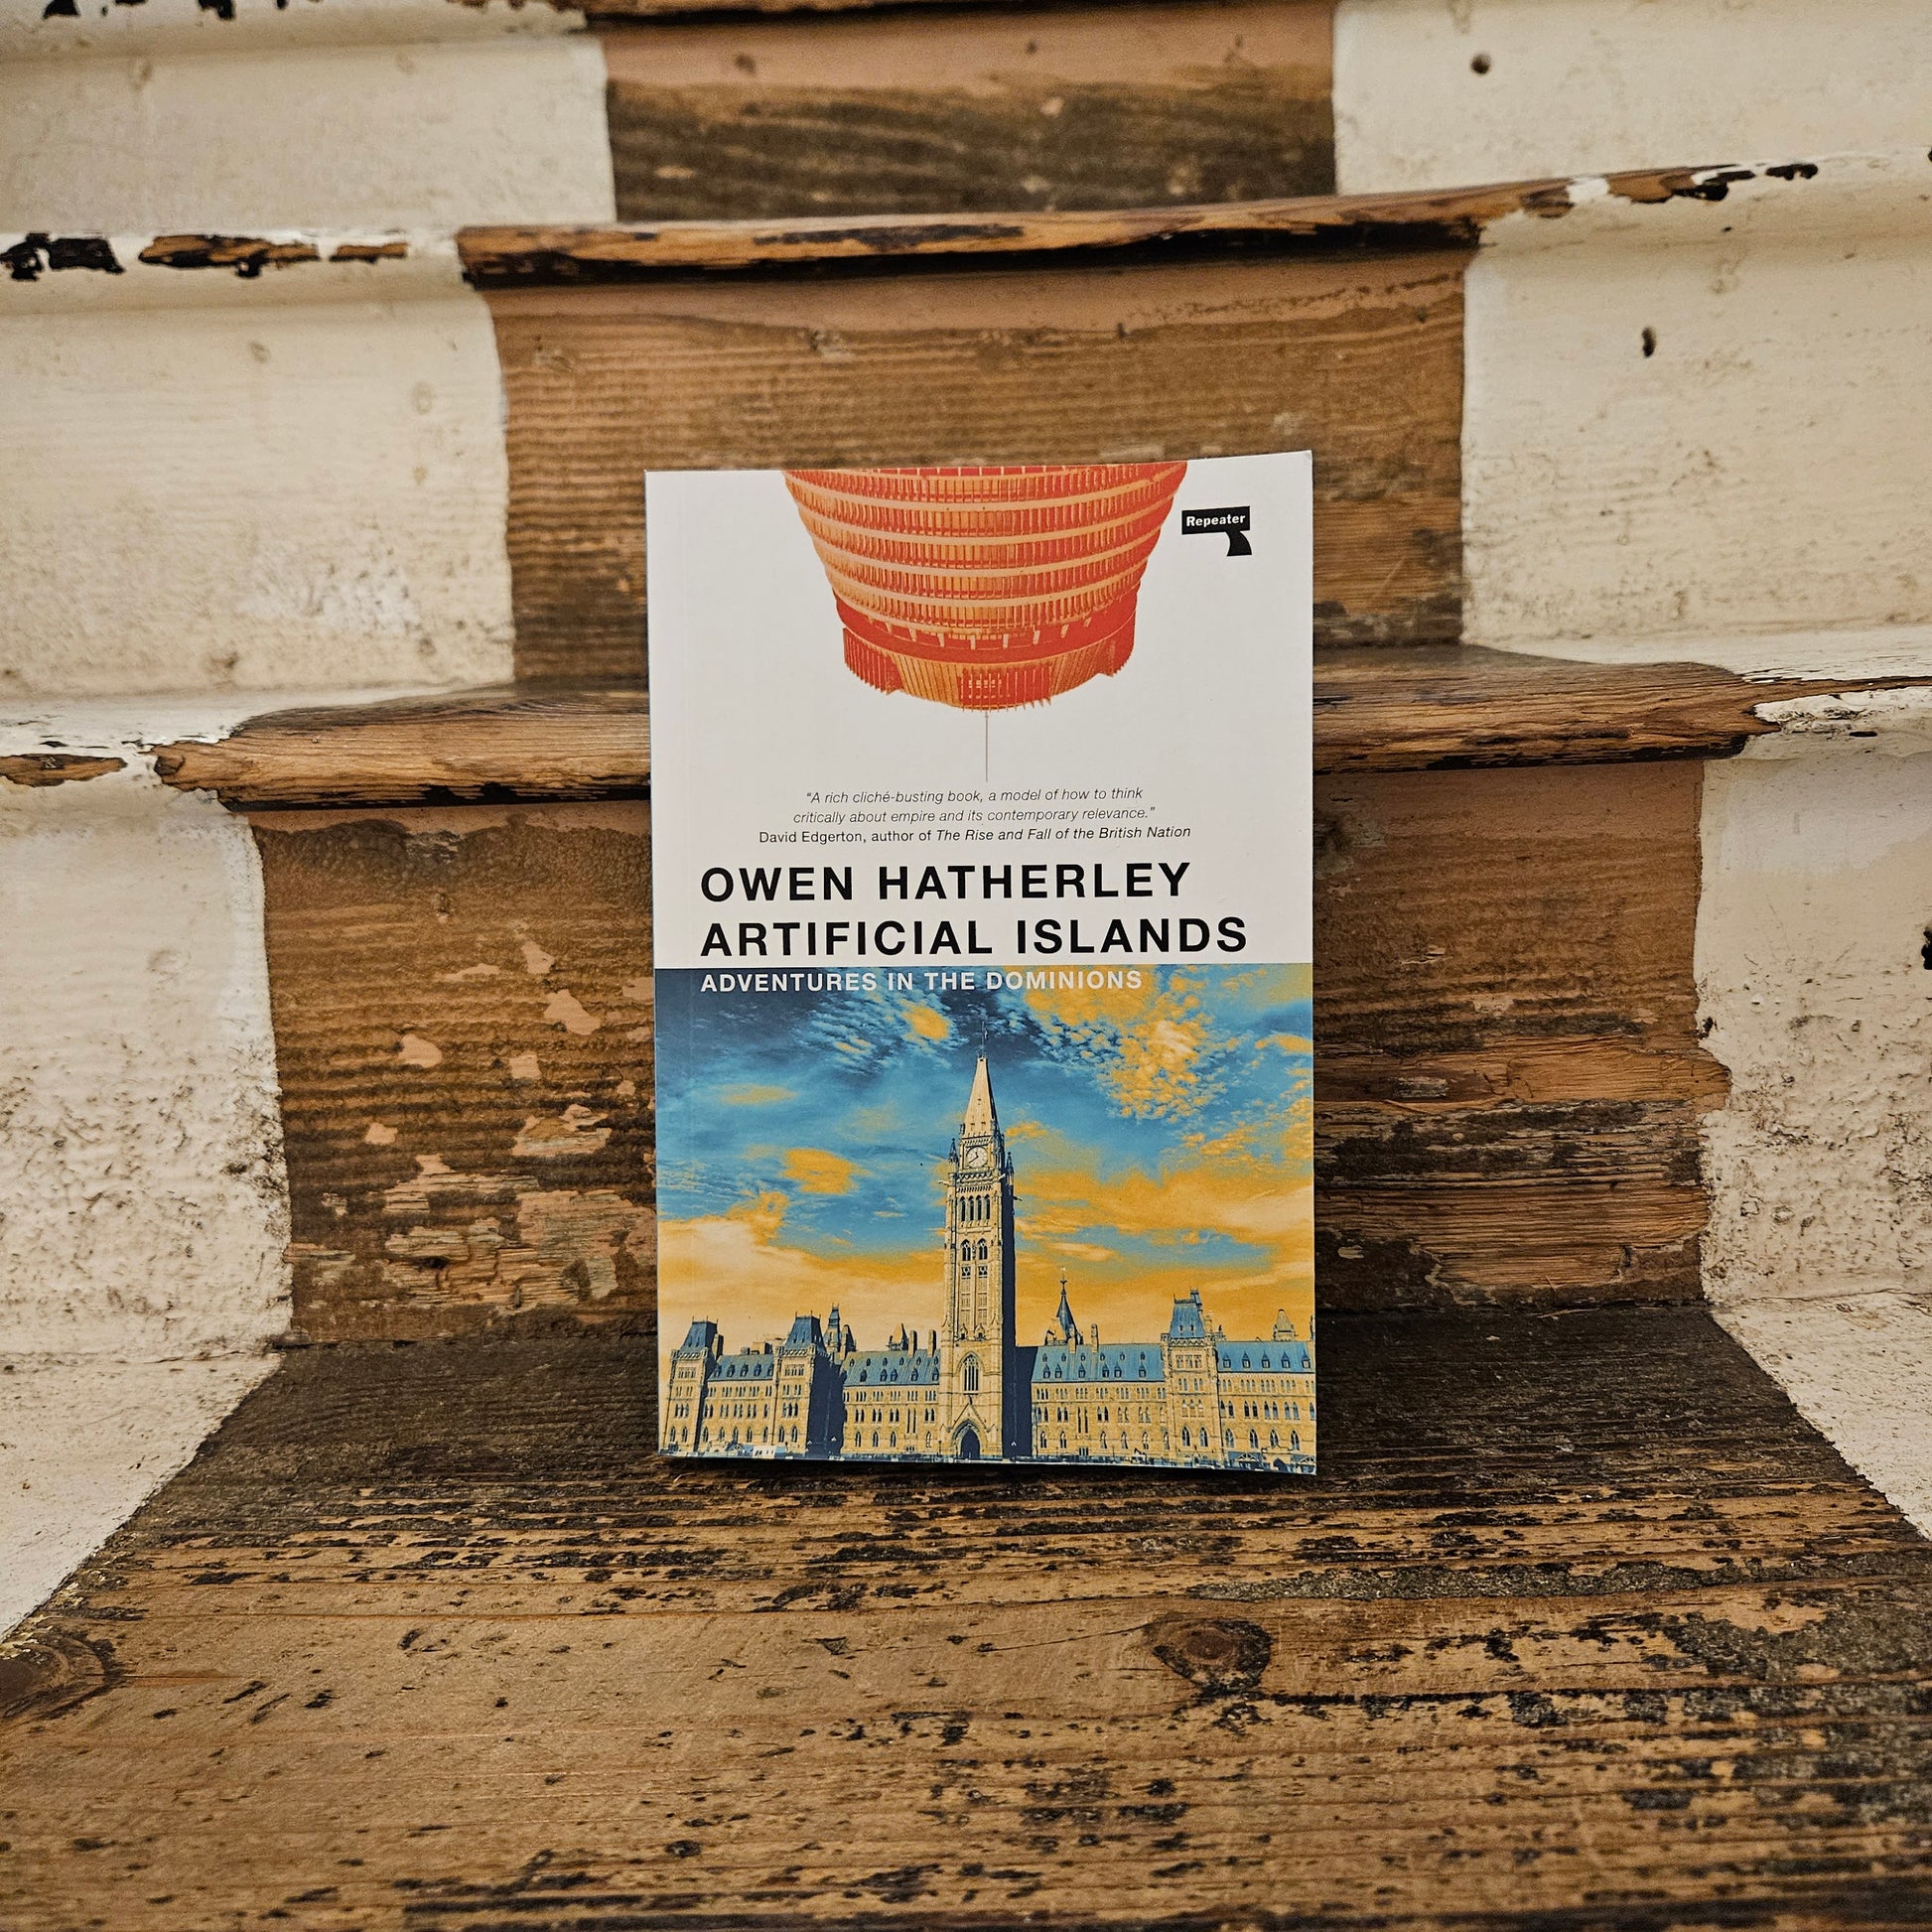 Repeater
“A rich cliché-busting book, a model of how to think
critically about empire and its contemporary relevance.”
David Edgerton, author of The Rise and Fall of the British Nation
OWEN HATHERLEY
ARTIFICIAL ISLANDS
ADVENTURES IN THE DOMINIONS